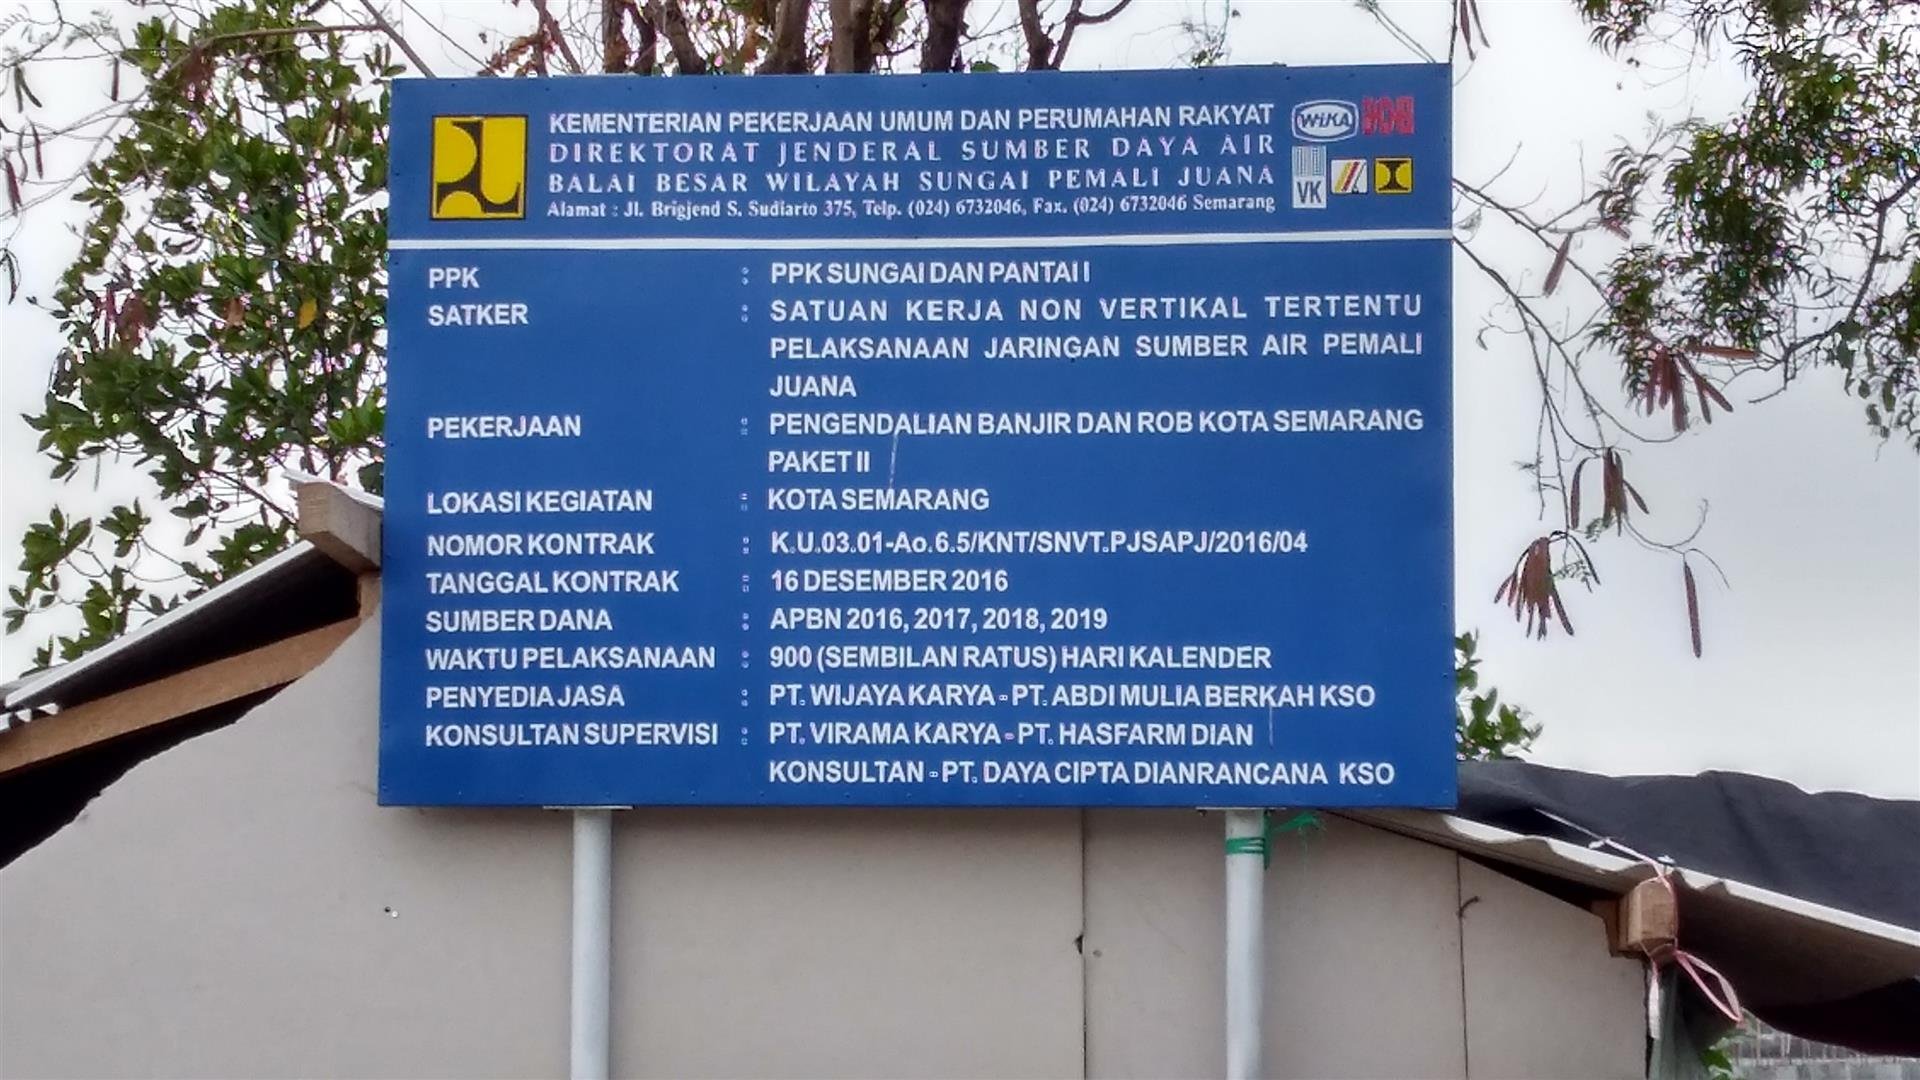 KEMENTERIAN PEKERJAAN UMUM DAN PERUMAHAN RAKYAT
DIREKTORAT JENDERAL SUMBER DAYA AIR
BALAI BESAR WILAYAH SUNGAI PEMALI JUANA
Alamat : Jl. Brigjend S. Sudiarto 375, Telp. (024) 6732046, Fax. (024) 6732046 Semarang
WIKA
VK
PPK : PPK SUNGAI DAN PANTAI I
SATKER : SATUAN KERJA NON VERTIKAL TERTENTU
PELAKSANAAN JARINGAN SUMBER AIR PEMALI
JUANA
PEKERJAAN : PENGENDALIAN BANJIR DAN ROB KOTA SEMARANG
PAKET II
LOKASI KEGIATAN : KOTA SEMARANG
NOMOR KONTRAK : K.U.03.01-Ao.6.5/KNT/SNVT.PJSAPJ/2016/04
TANGGAL KONTRAK : 16 DESEMBER 2016
SUMBER DANA : APBN 2016, 2017, 2018, 2019
WAKTU PELAKSANAAN : 900 (SEMBILAN RATUS) HARI KALENDER
PENYEDIA JASA : PT. WIJAYA KARYA - PT. ABDI MULIA BERKAH KSO
KONSULTAN SUPERVISI : PT. VIRAMA KARYA - PT. HASFARM DIAN
KONSULTAN - PT. DAYA CIPTA DIANRANCANA KSO